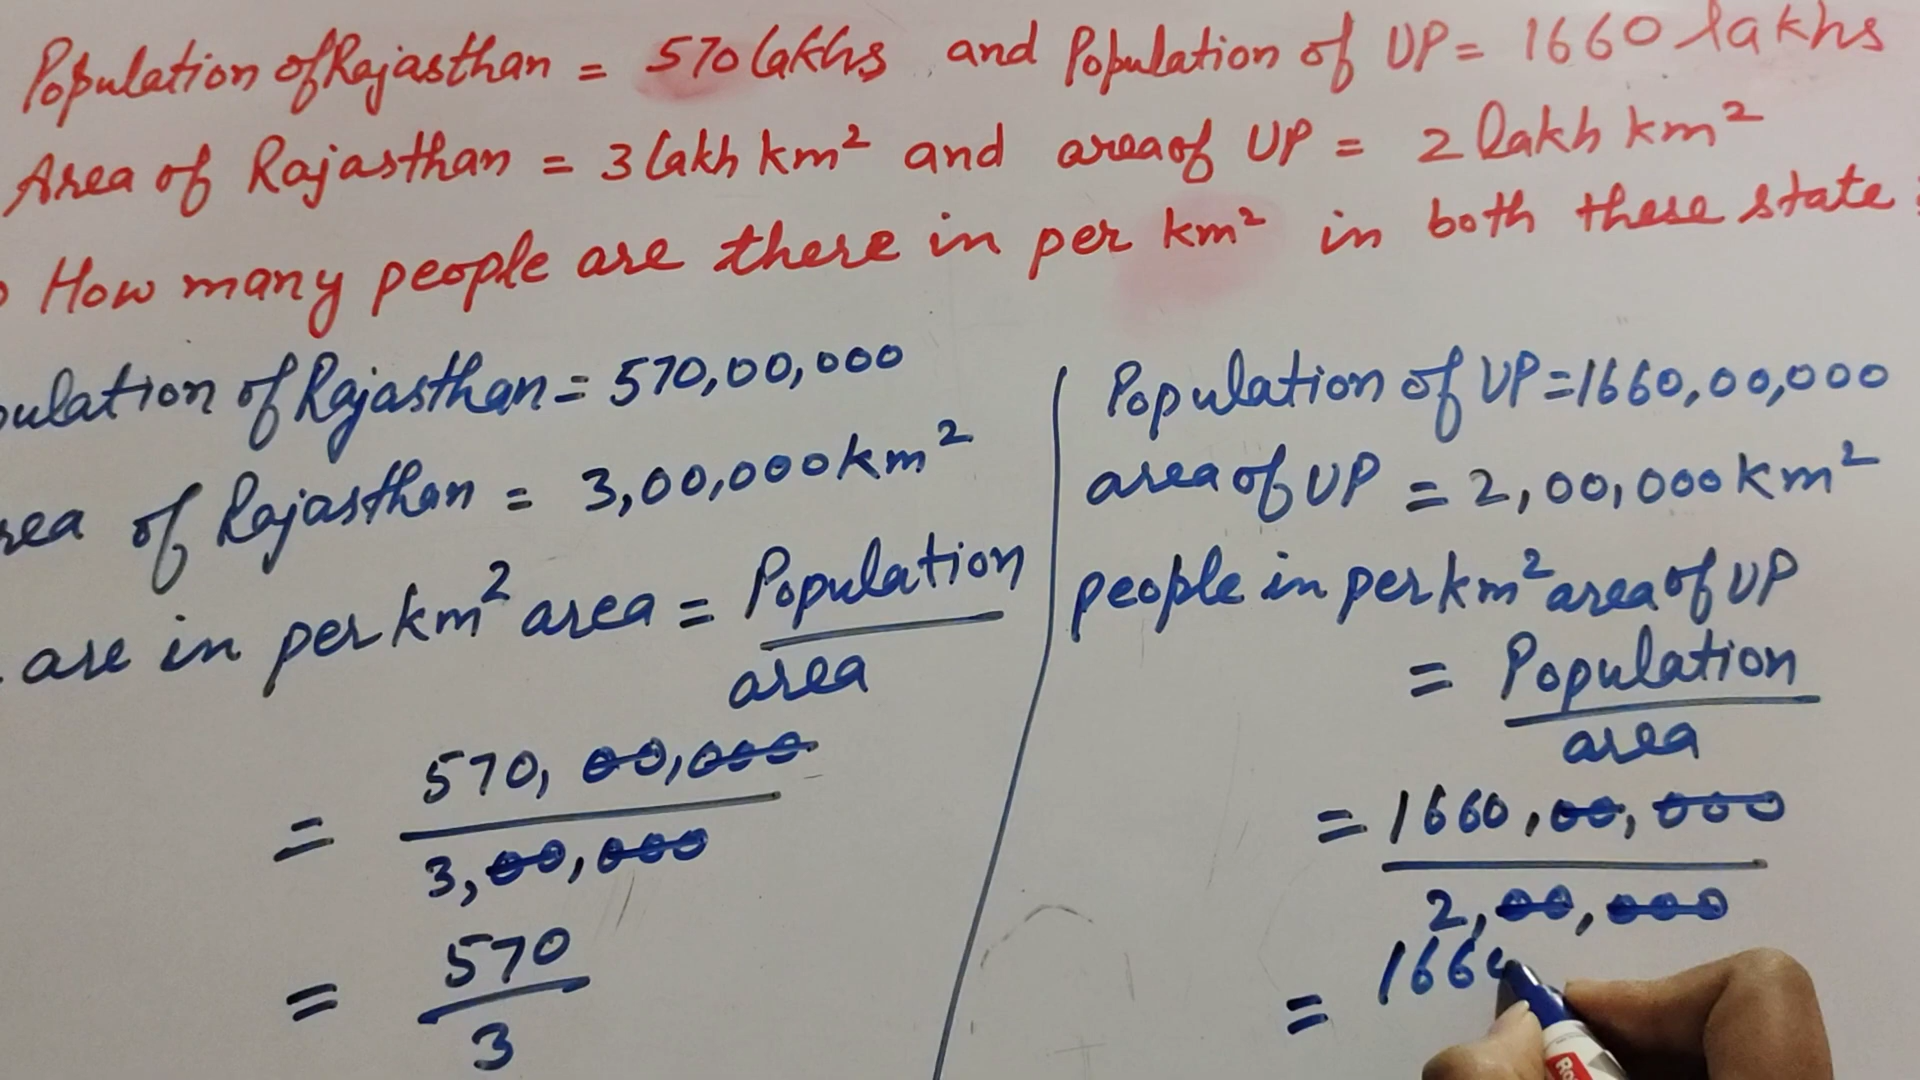 Population of Rajasthan = 570 lakhs and Population of UP = 1660 lakhs
Area of Rajasthan = 3 lakh km² and area of UP = 2 lakh km²
How many people are there in per km² in both these state
ulation of Rajasthan = 570,00,000
rea of Rajasthan = 3,00,000 km²
are in per km² area = Population
area
= 570,00,000
3,00,000
= 570
3
Population of UP = 1660,00,000
area of UP = 2,00,000 km²
people in per km² area of UP
= Population
area
= 1660,00,000
2,00,000
= 166